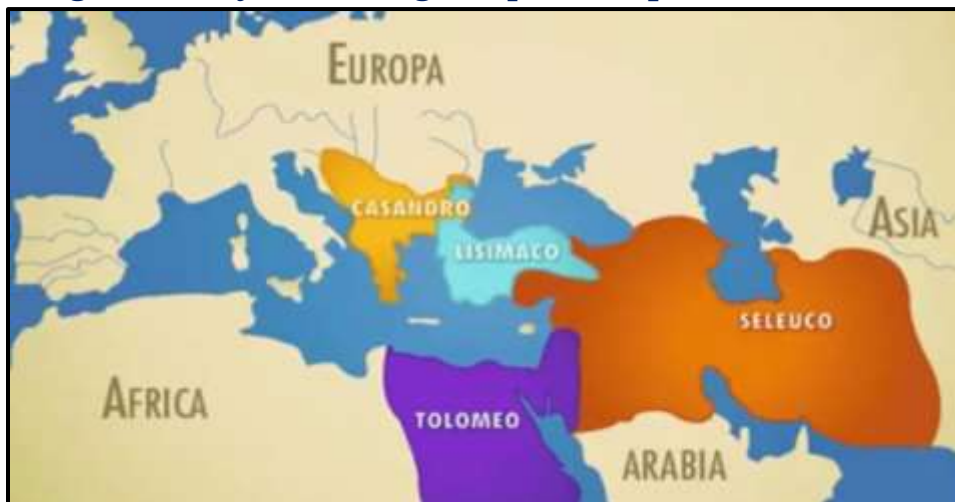 EUROPA
ASIA
CASANDRO
LISIMACO
SELEUCO
AFRICA
TOLOMEO
ARABIA